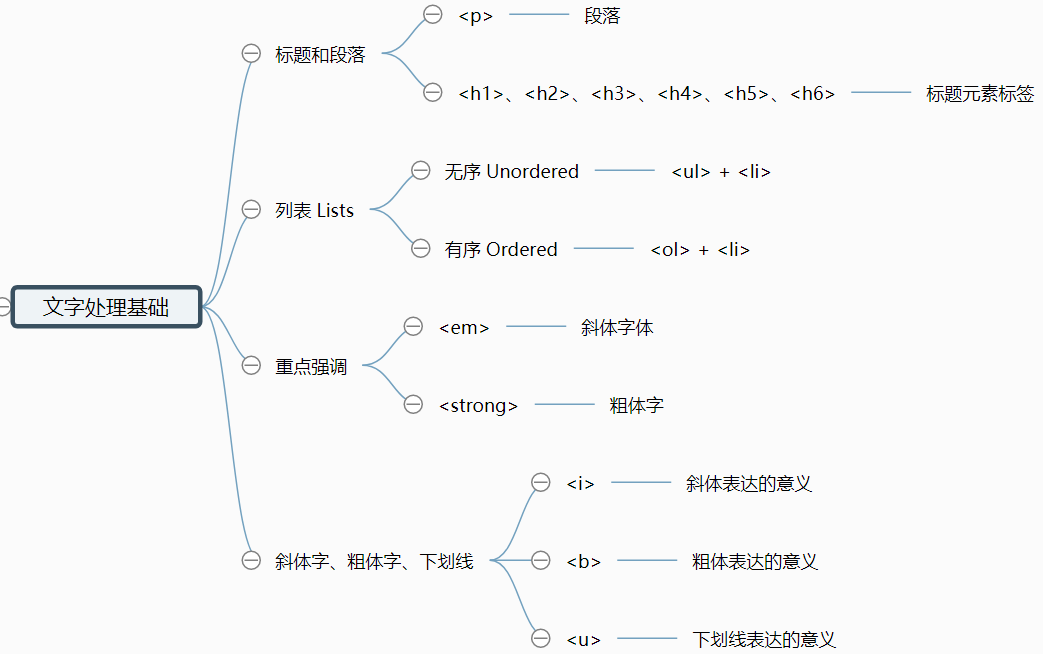 文字处理基础
标题和段落
<p>
段落
<h1>、<h2>、<h3>、<h4>、<h5>、<h6>
标题元素标签
列表 Lists
无序 Unordered
<ul> + <li>
有序 Ordered
<ol> + <li>
重点强调
<em>
斜体字体
<strong>
粗体字
斜体字、粗体字、下划线
<i>
斜体表达的意义
<b>
粗体表达的意义
<u>
下划线表达的意义